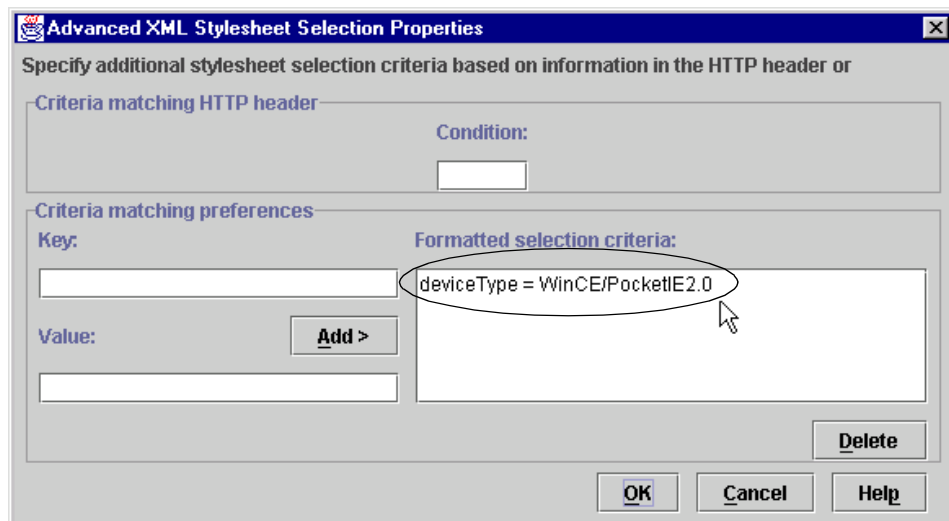 Advanced XML Stylesheet Selection Properties
Specify additional stylesheet selection criteria based on information in the HTTP header or
Criteria matching HTTP header
Condition:
Criteria matching preferences
Key:
Formatted selection criteria:
deviceType = WinCE/PocketIE2.0
Value:
Add >
Delete
OK
Cancel
Help